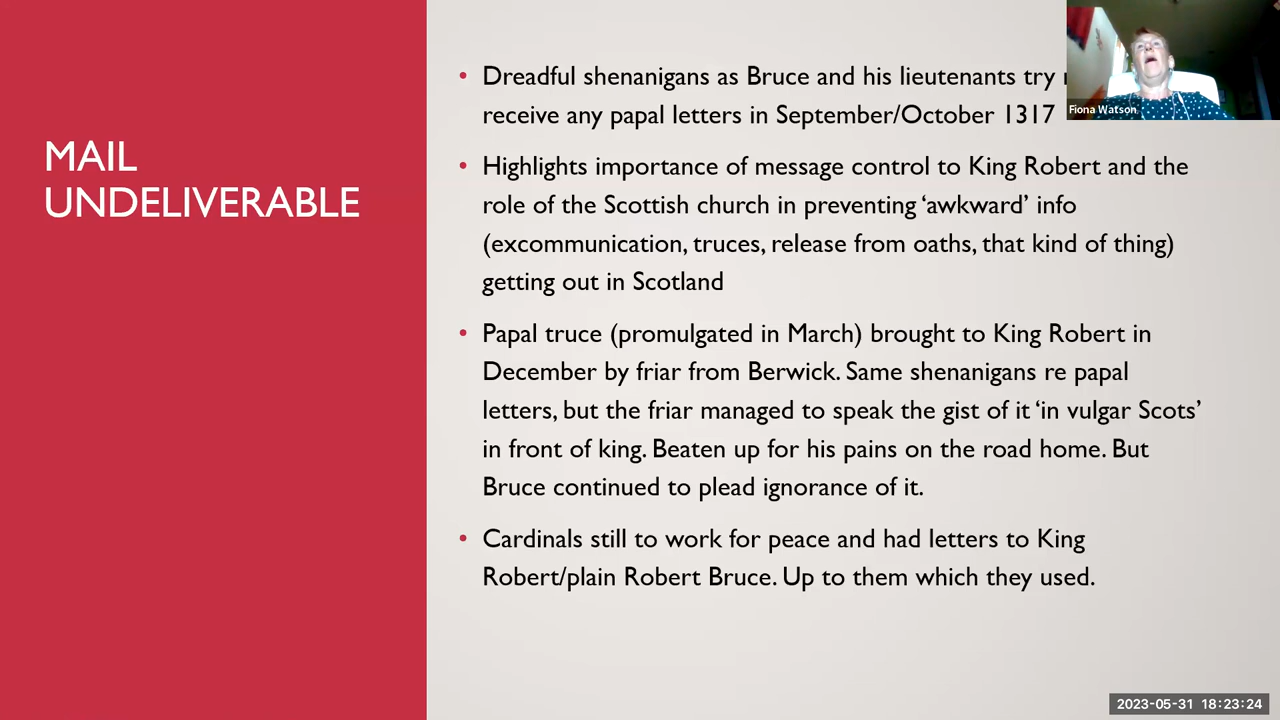 MAIL
UNDELIVERABLE
• Dreadful shenanigans as Bruce and his lieutenants try
receive any papal letters in September/October 1317
• Highlights importance of message control to King Robert and the
role of the Scottish church in preventing ‘awkward’ info
(excommunication, truces, release from oaths, that kind of thing)
getting out in Scotland
• Papal truce (promulgated in March) brought to King Robert in
December by friar from Berwick. Same shenanigans re papal
letters, but the friar managed to speak the gist of it ‘in vulgar Scots’
in front of king. Beaten up for his pains on the road home. But
Bruce continued to plead ignorance of it.
• Cardinals still to work for peace and had letters to King
Robert/plain Robert Bruce. Up to them which they used.
Fiona Watson
2023-05-31 18:23:24